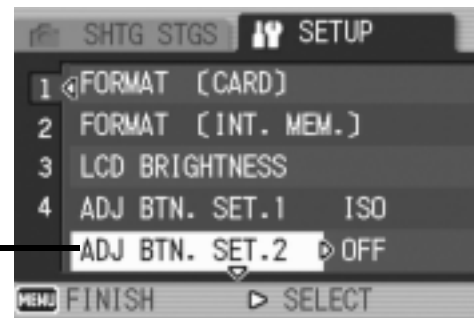 SHTG STGS SETUP
1 FORMAT [CARD]
2 FORMAT [INT. MEM.]
3 LCD BRIGHTNESS
4 ADJ BTN. SET.1 ISO
ADJ BTN. SET.2 OFF
MENU FINISH SELECT